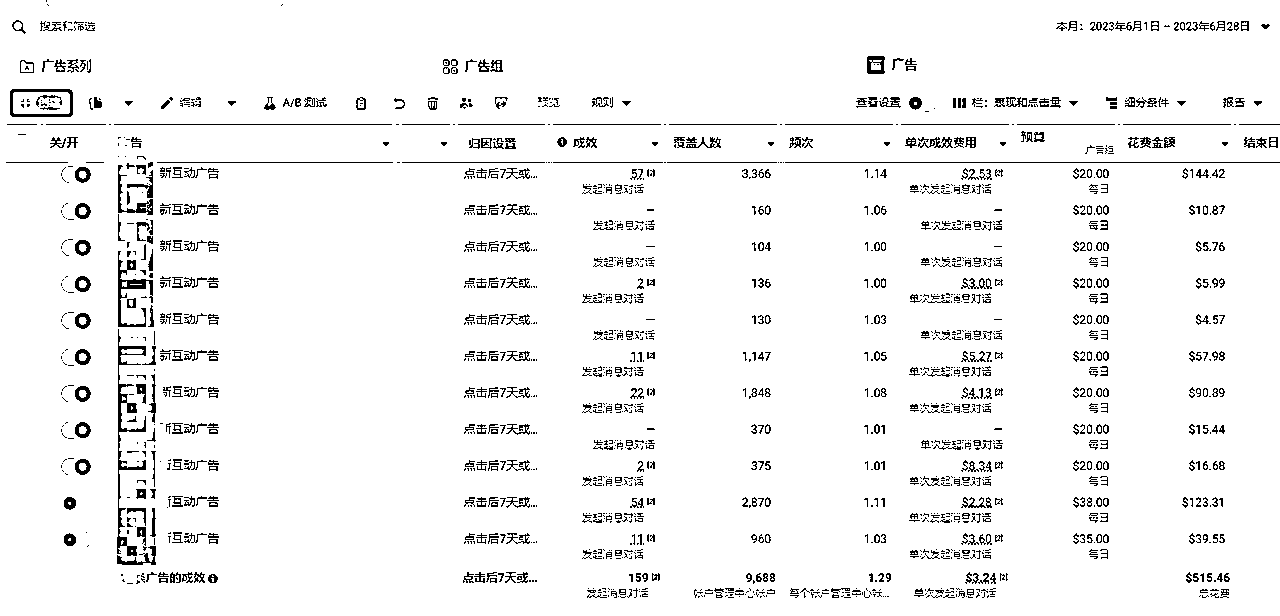 搜索和筛选 本月：2023年6月1日 – 2023年6月28日
广告系列 广告组 广告
编辑 A/B 测试 预览 规则 查看设置 栏：表现和点击量 细分条件 报告
关/开 广告 归因设置 成效 覆盖人数 频次 单次成效费用 预算 花费金额 结束日
广告组
新互动广告 点击后7天或... 57 [2] 3,366 1.14 $2.53 [2] $20.00 $144.42
发起消息对话 单次发起消息对话 每日
新互动广告 点击后7天或... — 160 1.06 — $20.00 $10.87
发起消息对话 单次发起消息对话 每日
新互动广告 点击后7天或... — 104 1.00 — $20.00 $5.76
发起消息对话 单次发起消息对话 每日
新互动广告 点击后7天或... 2 [2] 136 1.00 $3.00 [2] $20.00 $5.99
发起消息对话 单次发起消息对话 每日
新互动广告 点击后7天或... — 130 1.03 — $20.00 $4.57
发起消息对话 单次发起消息对话 每日
新互动广告 点击后7天或... 11 [2] 1,147 1.05 $5.27 [2] $20.00 $57.98
发起消息对话 单次发起消息对话 每日
新互动广告 点击后7天或... 22 [2] 1,848 1.08 $4.13 [2] $20.00 $90.89
发起消息对话 单次发起消息对话 每日
新互动广告 点击后7天或... — 370 1.01 — $20.00 $15.44
发起消息对话 单次发起消息对话 每日
新互动广告 点击后7天或... 2 [2] 375 1.01 $8.34 [2] $20.00 $16.68
发起消息对话 单次发起消息对话 每日
新互动广告 点击后7天或... 54 [2] 2,870 1.11 $2.28 [2] $38.00 $123.31
发起消息对话 单次发起消息对话 每日
新互动广告 点击后7天或... 11 [2] 960 1.03 $3.60 [2] $35.00 $39.55
发起消息对话 单次发起消息对话 每日
广告的成效 点击后7天或... 159 [2] 9,688 1.29 $3.24 [2] $515.46
发起消息对话 帐户管理中心帐户 每个帐户管理中心帐... 单次发起消息对话 总花费